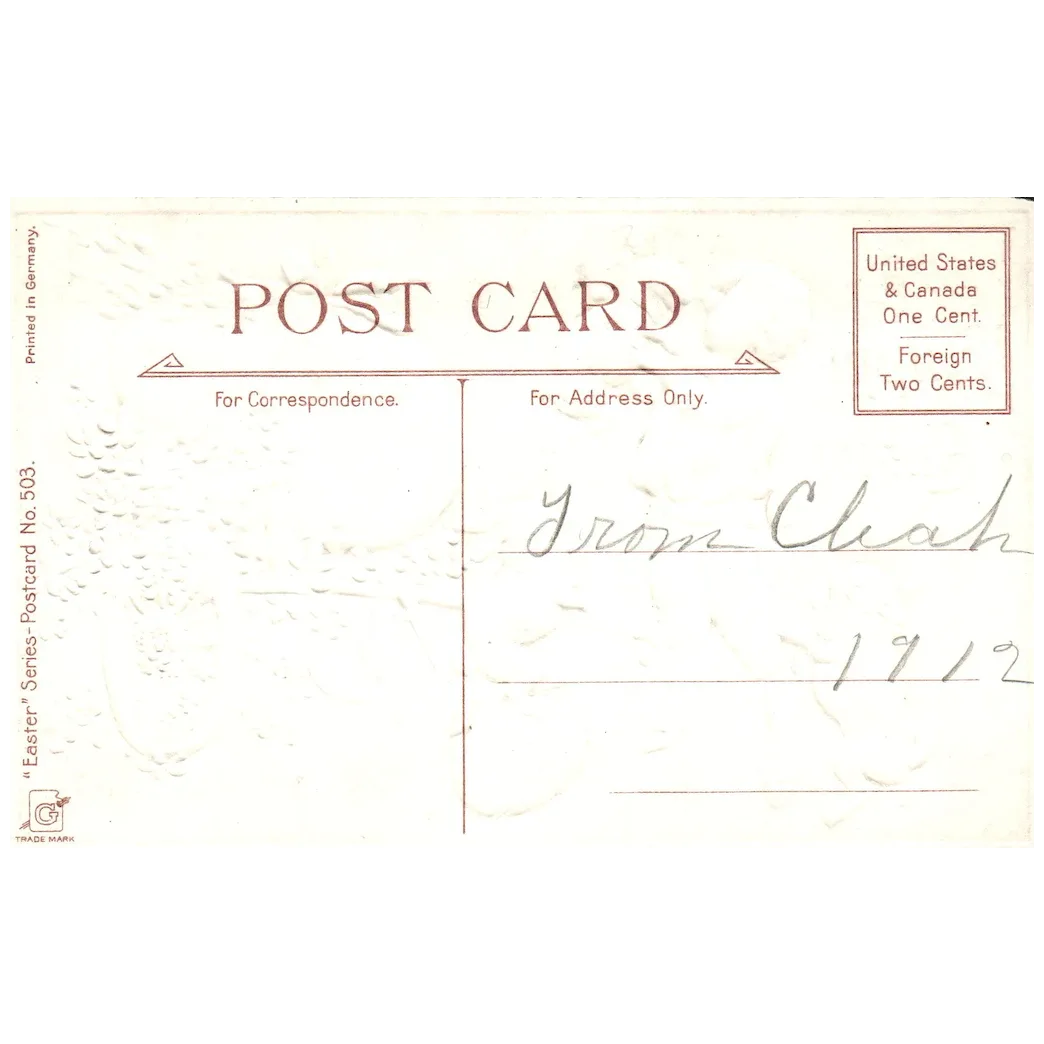 POST CARD
For Correspondence.
For Address Only.
United States
& Canada
One Cent.
Foreign
Two Cents.
From Cleah
1912
Printed in Germany.
"Easter" Series-Postcard No. 503.
G
TRADE MARK